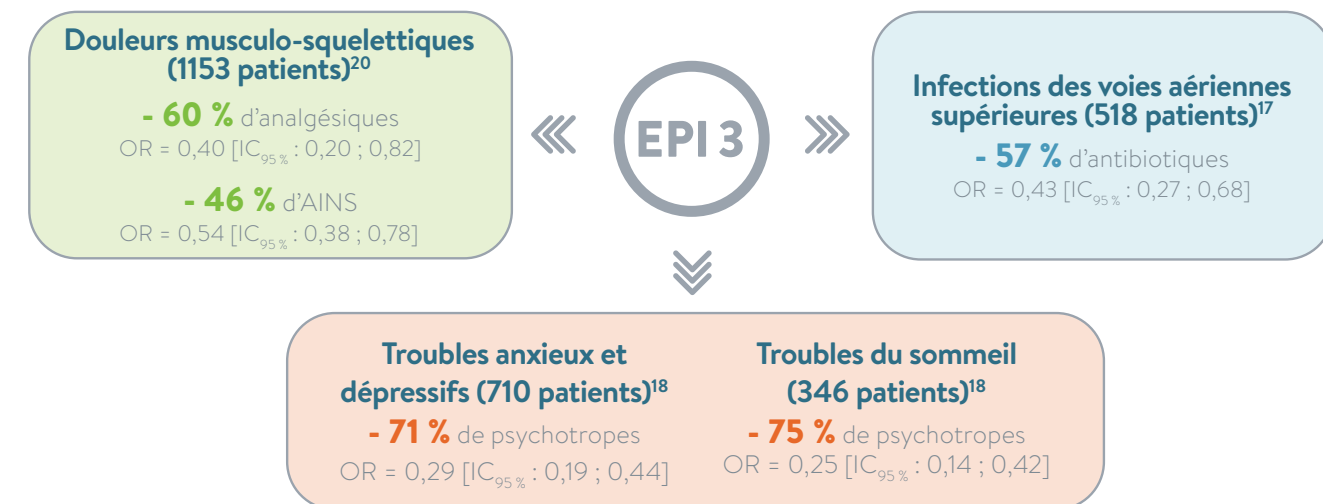 Douleurs musculo-squelettiques
(1153 patients)²⁰
- 60 % d'analgésiques
OR = 0,40 [IC₉₅ % : 0,20 ; 0,82]
- 46 % d'AINS
OR = 0,54 [IC₉₅ % : 0,38 ; 0,78]
EPI 3
Infections des voies aériennes
supérieures (518 patients)¹⁷
- 57 % d'antibiotiques
OR = 0,43 [IC₉₅ % : 0,27 ; 0,68]
Troubles anxieux et
dépressifs (710 patients)¹⁸
- 71 % de psychotropes
OR = 0,29 [IC₉₅ % : 0,19 ; 0,44]
Troubles du sommeil
(346 patients)¹⁸
- 75 % de psychotropes
OR = 0,25 [IC₉₅ % : 0,14 ; 0,42]